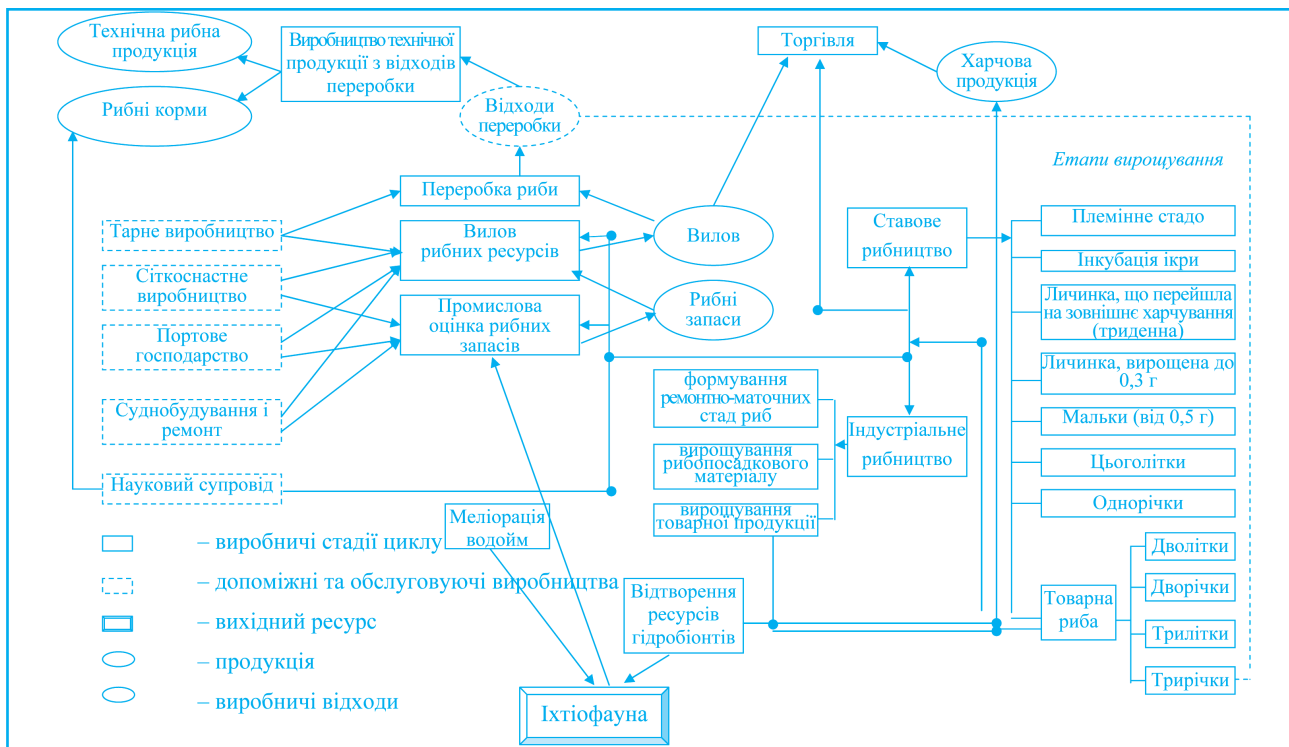 Технічна рибна
продукція
Виробництво технічної
продукції з відходів
переробки
Торгівля
Харчова
продукція
Рибні корми
Відходи
переробки
Етапи вирощування
Переробка риби
Тарне виробництво
Вилов
рибних ресурсів
Вилов
Ставове
рибництво
Племінне стадо
Інкубація ікри
Сіткоснастне
виробництво
Промислова
оцінка рибних
запасів
Рибні
запаси
Личинка, що перейшла
на зовнішнє харчування
(триденна)
Портове
господарство
Личинка, вирощена до
0,3 г
формування
ремонтно-маточних
стад риб
Суднобудування і
ремонт
Індустріальне
рибництво
Мальки (від 0,5 г)
вирощування
рибопосадкового
матеріалу
Цьоголітки
Науковий супровід
Однорічки
вирощування
товарної продукції
Меліорація
водойм
– виробничі стадії циклу
– допоміжні та обслуговуючі виробництва
– вихідний ресурс
– продукція
– виробничі відходи
Відтворення
ресурсів
гідробіонтів
Товарна
риба
Дволітки
Дворічки
Трилітки
Трирічки
Іхтіофауна